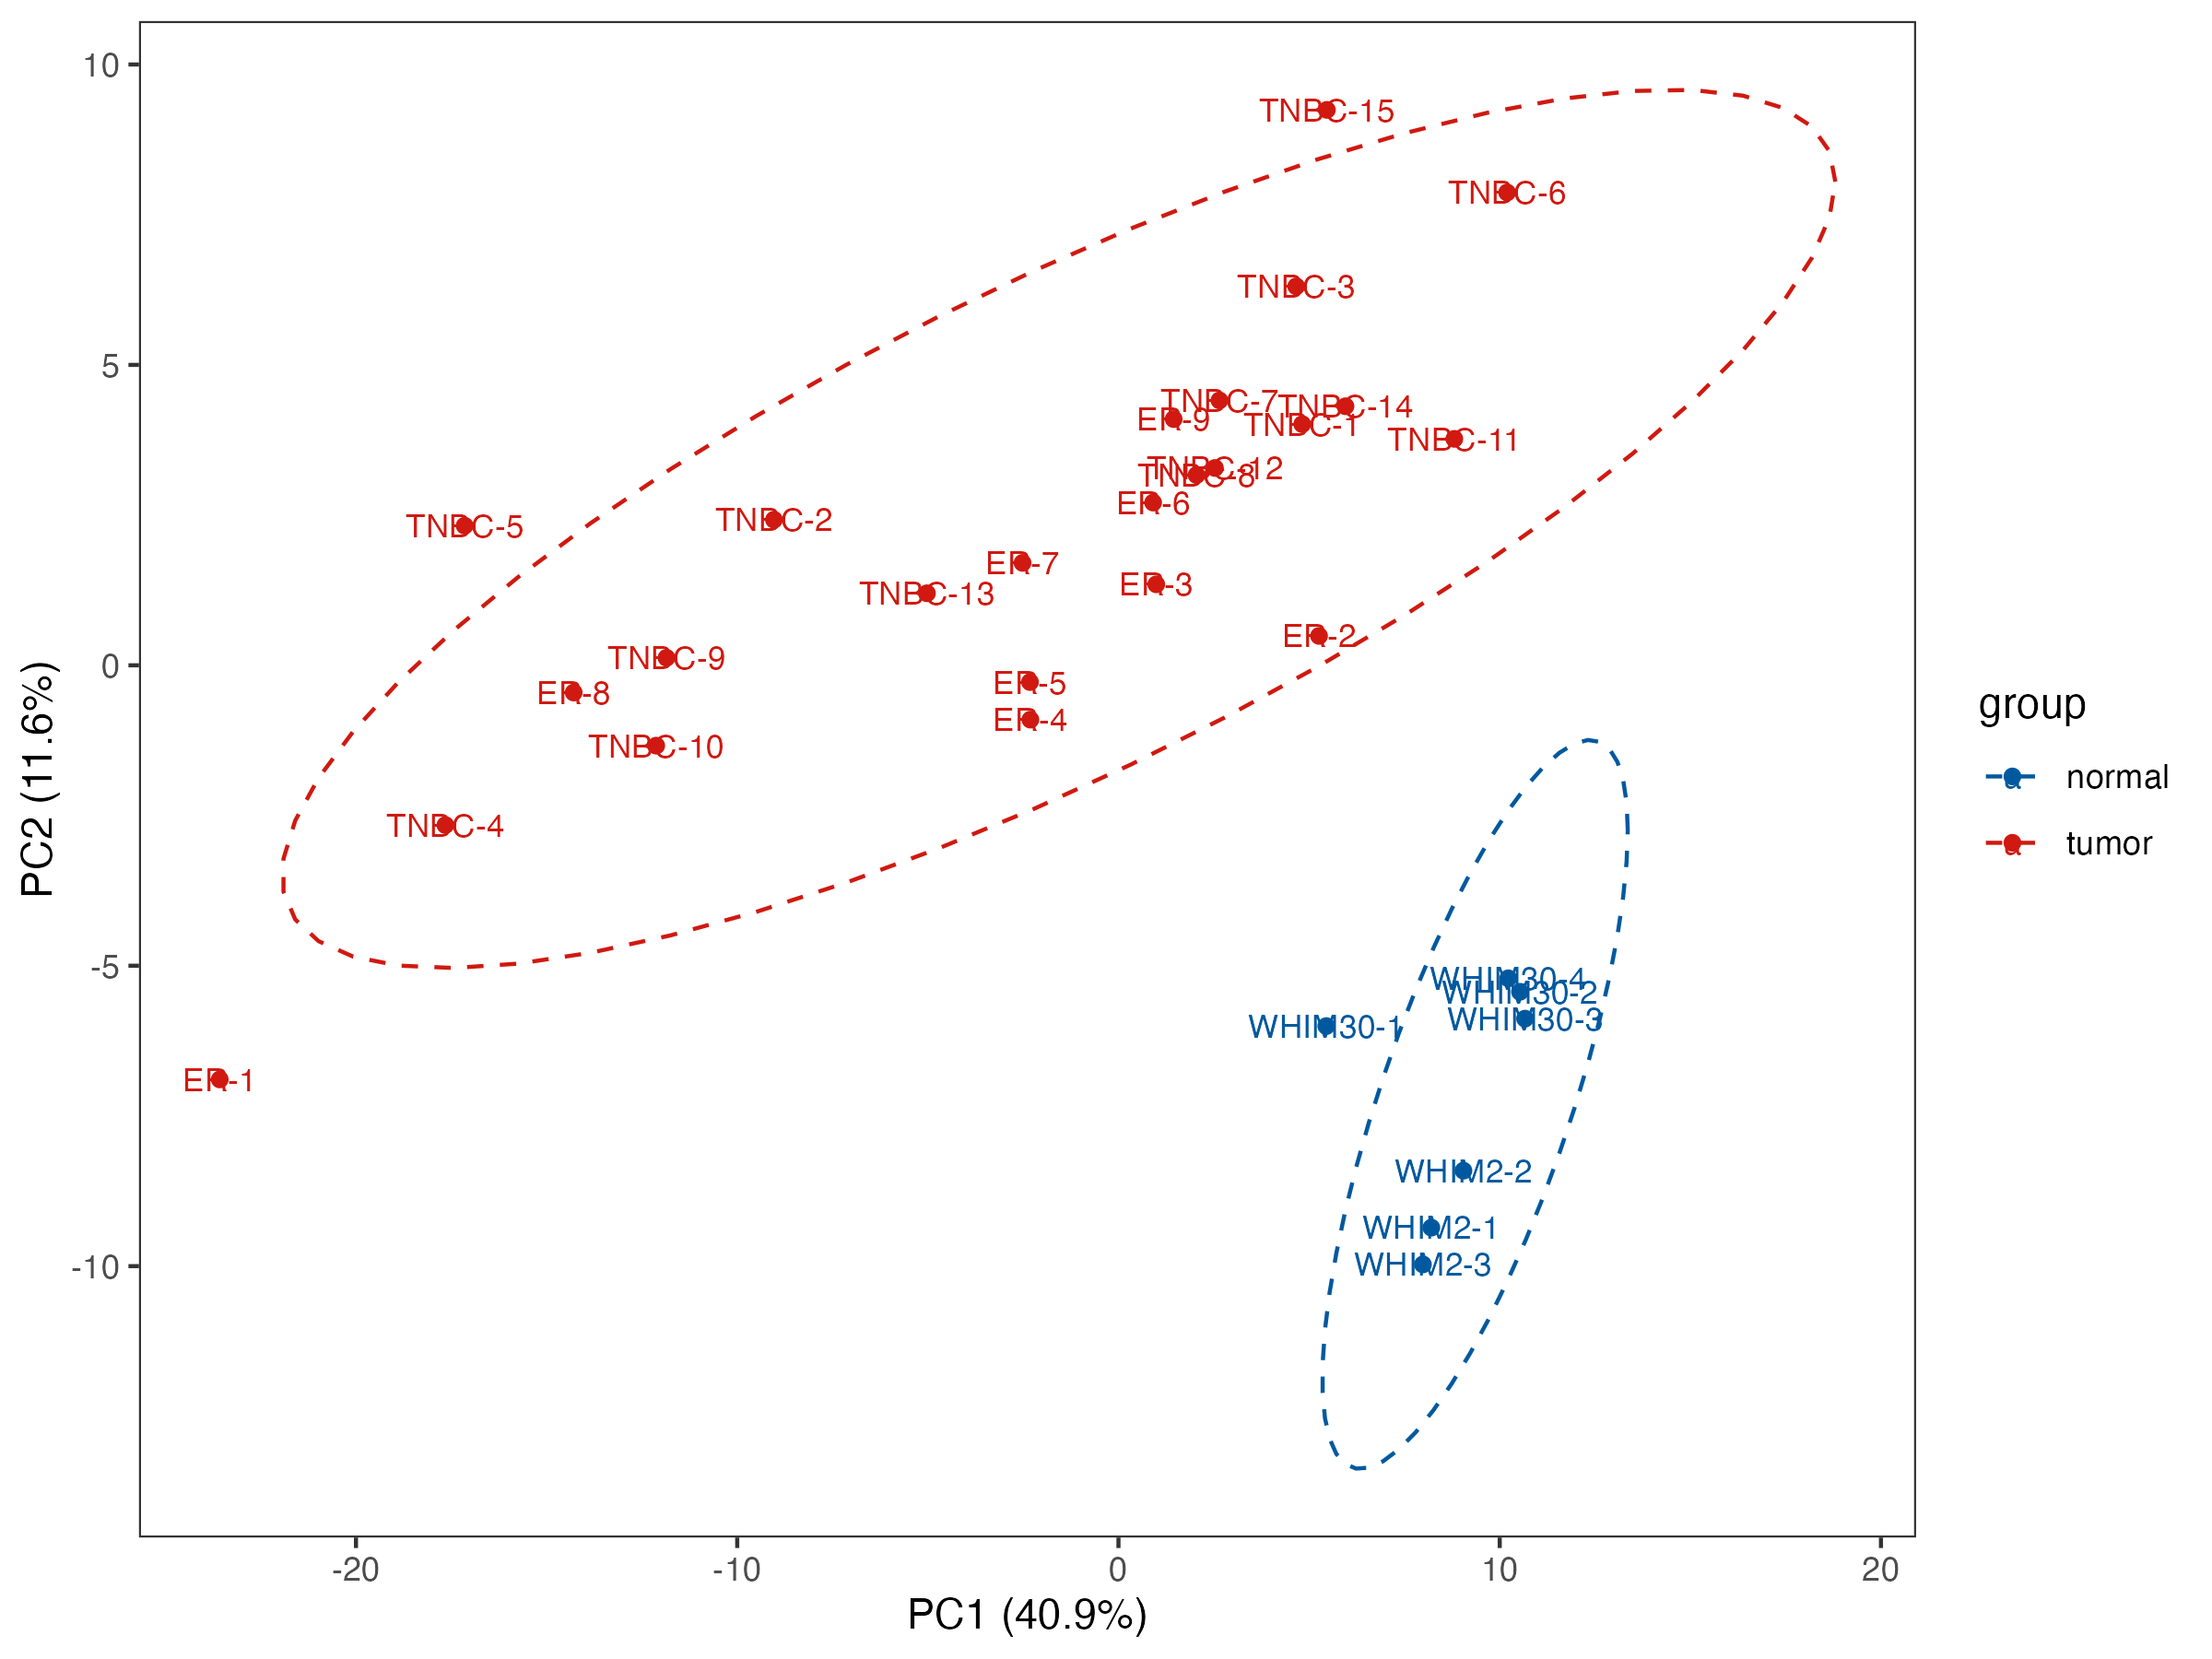 10
5
0
-5
-10
PC2 (11.6%)
TNBC-15
TNBC-6
TNBC-3
TNBC-7
TNBC-14
ER-9
TNBC-1
TNBC-11
TNBC-12
TNBC-8
ER-6
TNBC-5
TNBC-2
ER-7
ER-3
TNBC-13
ER-2
TNBC-9
ER-8
ER-5
ER-4
TNBC-10
TNBC-4
WHIM30-4
WHIM30-2
WHIM30-3
WHIM30-1
ER-1
WHIM2-2
WHIM2-1
WHIM2-3
-20
-10
0
10
20
PC1 (40.9%)
group
a normal
a tumor